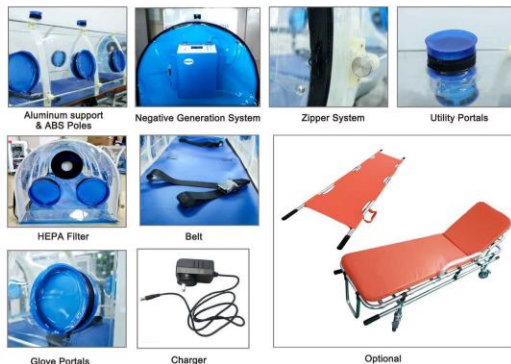 Aluminum support
& ABS Poles
Negative Generation System
Zipper System
Utility Portals
HEPA Filter
Belt
Glove Portals
Charger
Optional